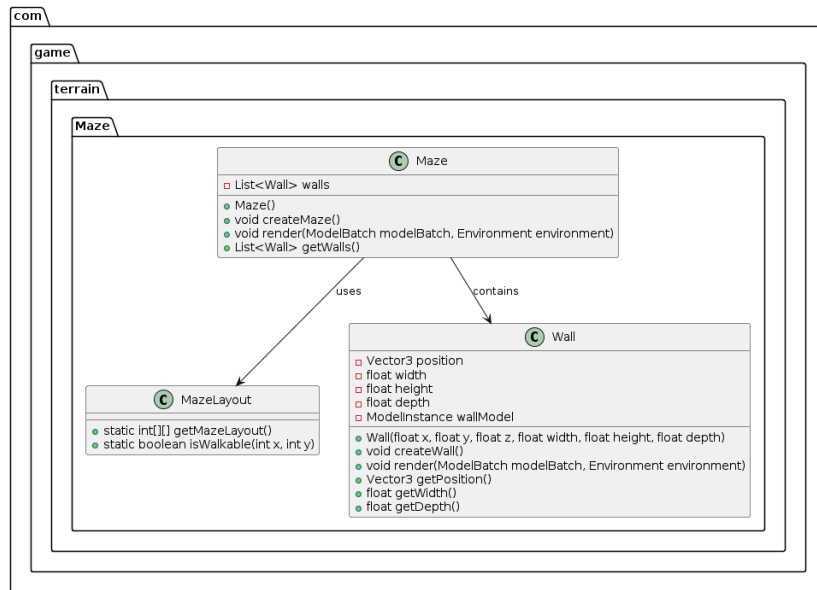 com
game
terrain
Maze
C Maze
List<Wall> walls
Maze()
void createMaze()
void render(ModelBatch modelBatch, Environment environment)
List<Wall> getWalls()
uses
contains
C MazeLayout
static int[][] getMazeLayout()
static boolean isWalkable(int x, int y)
C Wall
Vector3 position
float width
float height
float depth
ModelInstance wallModel
Wall(float x, float y, float z, float width, float height, float depth)
void createWall()
void render(ModelBatch modelBatch, Environment environment)
Vector3 getPosition()
float getWidth()
float getDepth()